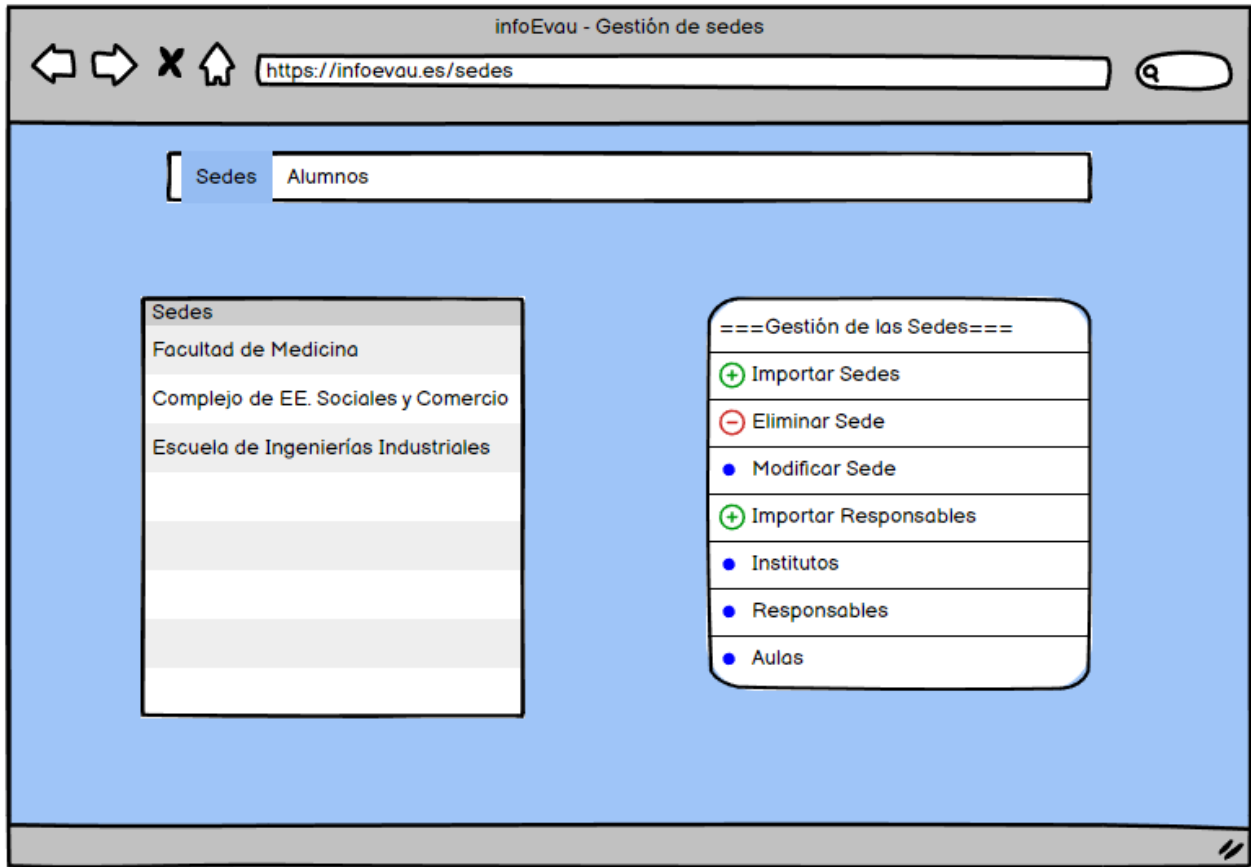 infoEvau - Gestión de sedes
https://infoevau.es/sedes
Sedes Alumnos
Sedes
Facultad de Medicina
Complejo de EE. Sociales y Comercio
Escuela de Ingenierías Industriales
===Gestión de las Sedes===
Importar Sedes
Eliminar Sede
Modificar Sede
Importar Responsables
Institutos
Responsables
Aulas